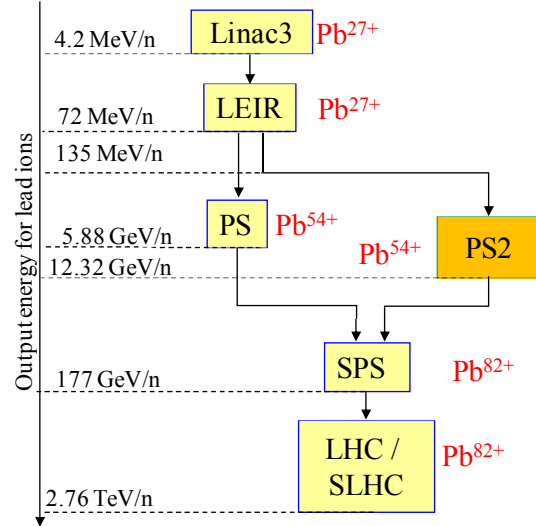 Output energy for lead ions
Linac3 Pb27+
4.2 MeV/n
LEIR Pb27+
72 MeV/n
135 MeV/n
PS Pb54+
5.88 GeV/n
Pb54+ PS2
12.32 GeV/n
SPS Pb82+
177 GeV/n
LHC / Pb82+
SLHC
2.76 TeV/n